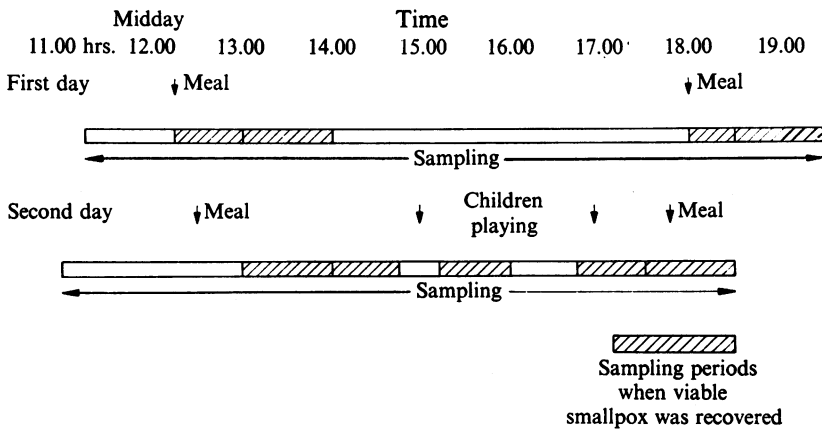 Midday Time
11.00 hrs. 12.00 13.00 14.00 15.00 16.00 17.00 18.00 19.00
First day Meal Meal
Sampling
Second day Meal Children playing Meal
Sampling
Sampling periods
when viable
smallpox was recovered